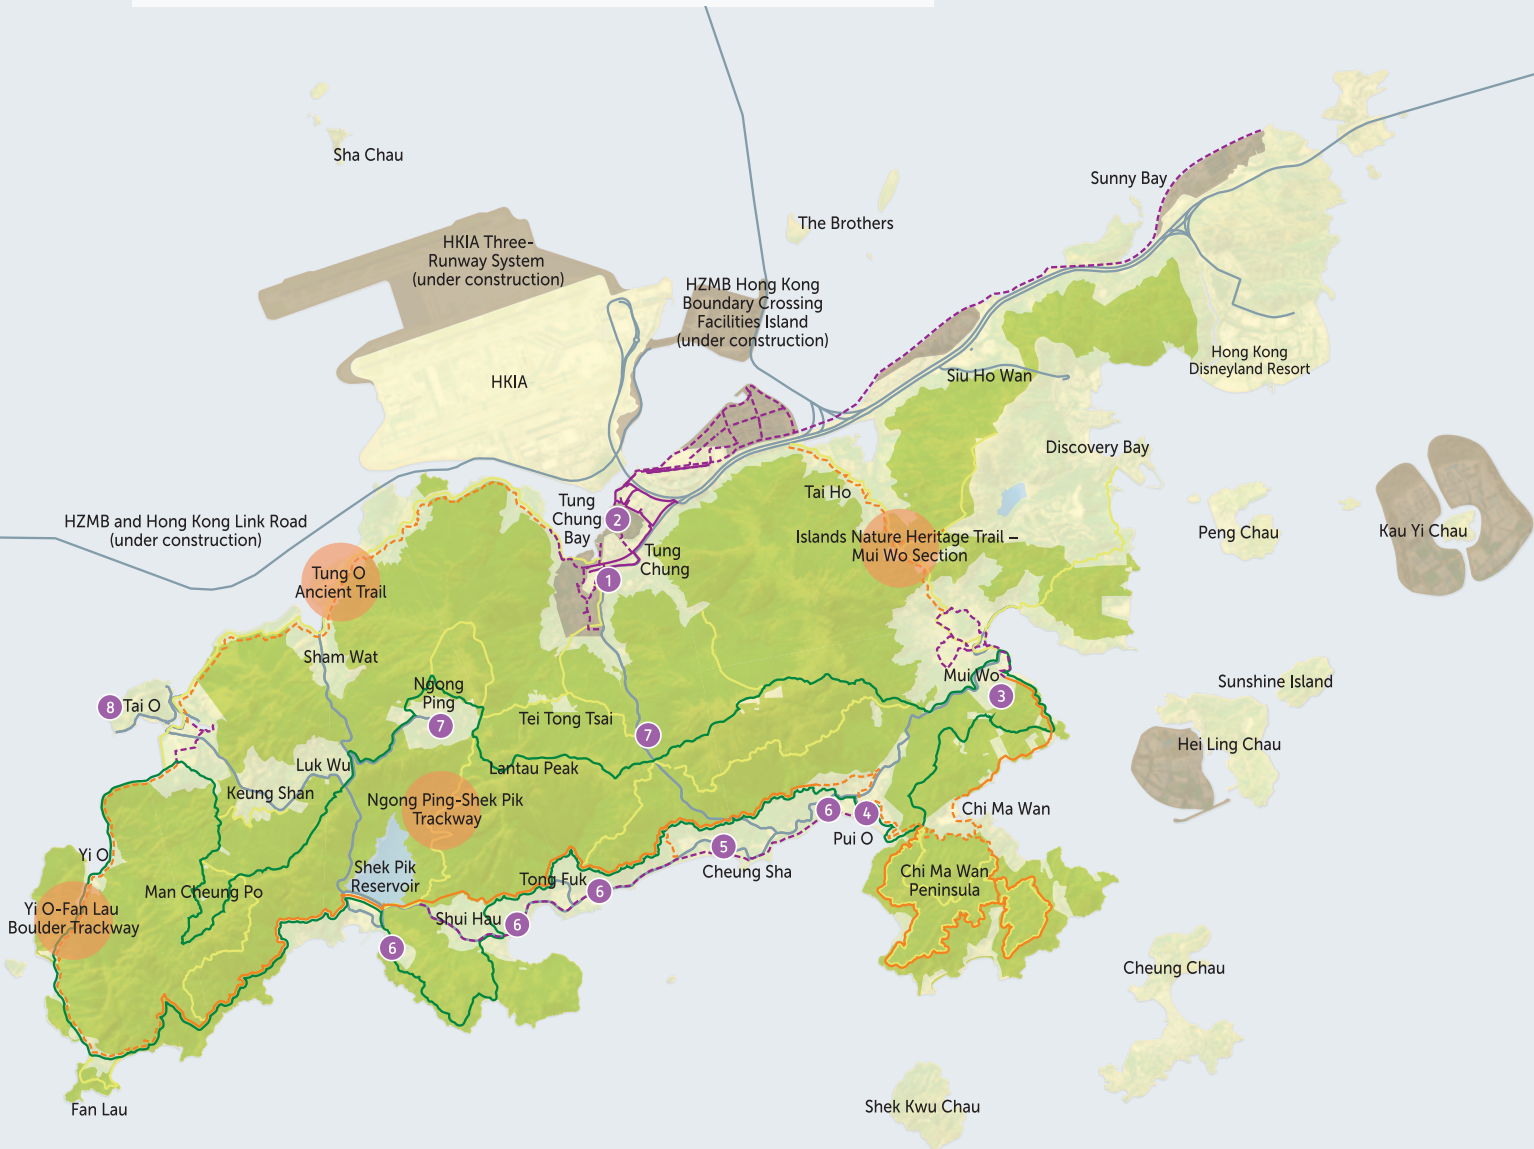 Sha Chau
Sunny Bay
The Brothers
HKIA Three-
Runway System
(under construction)
HZMB Hong Kong
Boundary Crossing
Facilities Island
(under construction)
Hong Kong
Disneyland Resort
HKIA
Siu Ho Wan
Discovery Bay
Tai Ho
Tung
Chung
Bay
2
HZMB and Hong Kong Link Road
(under construction)
Islands Nature Heritage Trail –
Mui Wo Section
Peng Chau
Kau Yi Chau
Tung
Chung
1
Tung O
Ancient Trail
Sham Wat
Mui Wo
3
Sunshine Island
Ngong
Ping
7
8
Tai O
Tei Tong Tsai
7
Hei Ling Chau
Luk Wu
Lantau Peak
Keung Shan
Ngong Ping-Shek Pik
Trackway
Chi Ma Wan
6
4
Pui O
5
Cheung Sha
Yi O
Man Cheung Po
Shek Pik
Reservoir
Tong Fuk
6
Chi Ma Wan
Peninsula
Yi O-Fan Lau
Boulder Trackway
Shui Hau
6
6
Cheung Chau
Fan Lau
Shek Kwu Chau